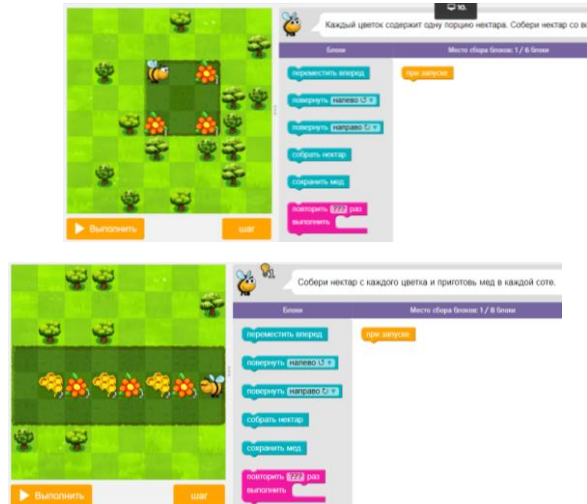 10.
Каждый цветок содержит одну порцию нектара. Собери нектар со вс
Блоки
Место сбора блоков: 1 / 6 блоки
переместить вперед
при запуске
повернуть налево
повернуть направо
собрать нектар
сохранить мед
повторить ??? раз
выполнить
Выполнить
шаг
Собери нектар с каждого цветка и приготовь мед в каждой соте.
Блоки
Место сбора блоков: 1 / 8 блоки
переместить вперед
при запуске
повернуть налево
повернуть направо
собрать нектар
сохранить мед
повторить ??? раз
выполнить
Выполнить
шаг